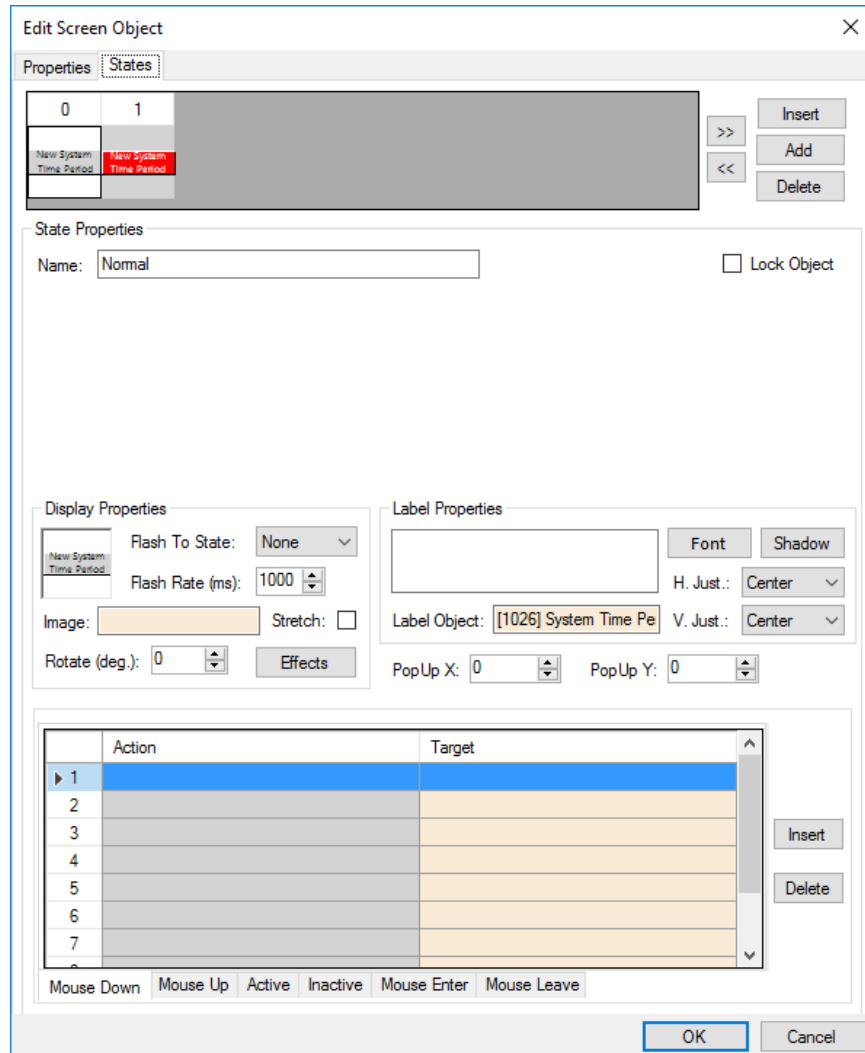 Edit Screen Object
Properties States
0 1
New System
Time Period
New System
Time Period
>>
<<
Insert
Add
Delete
State Properties
Name: Normal
Lock Object
Display Properties
New System
Time Period
Flash To State: None
Flash Rate (ms): 1000
Image:
Stretch:
Rotate (deg.): 0
Effects
Label Properties
Font Shadow
H. Just.: Center
Label Object: [1026] System Time Pe
V. Just.: Center
PopUp X: 0
PopUp Y: 0
Action Target
1
2
3
4
5
6
7
Insert
Delete
Mouse Down Mouse Up Active Inactive Mouse Enter Mouse Leave
OK Cancel